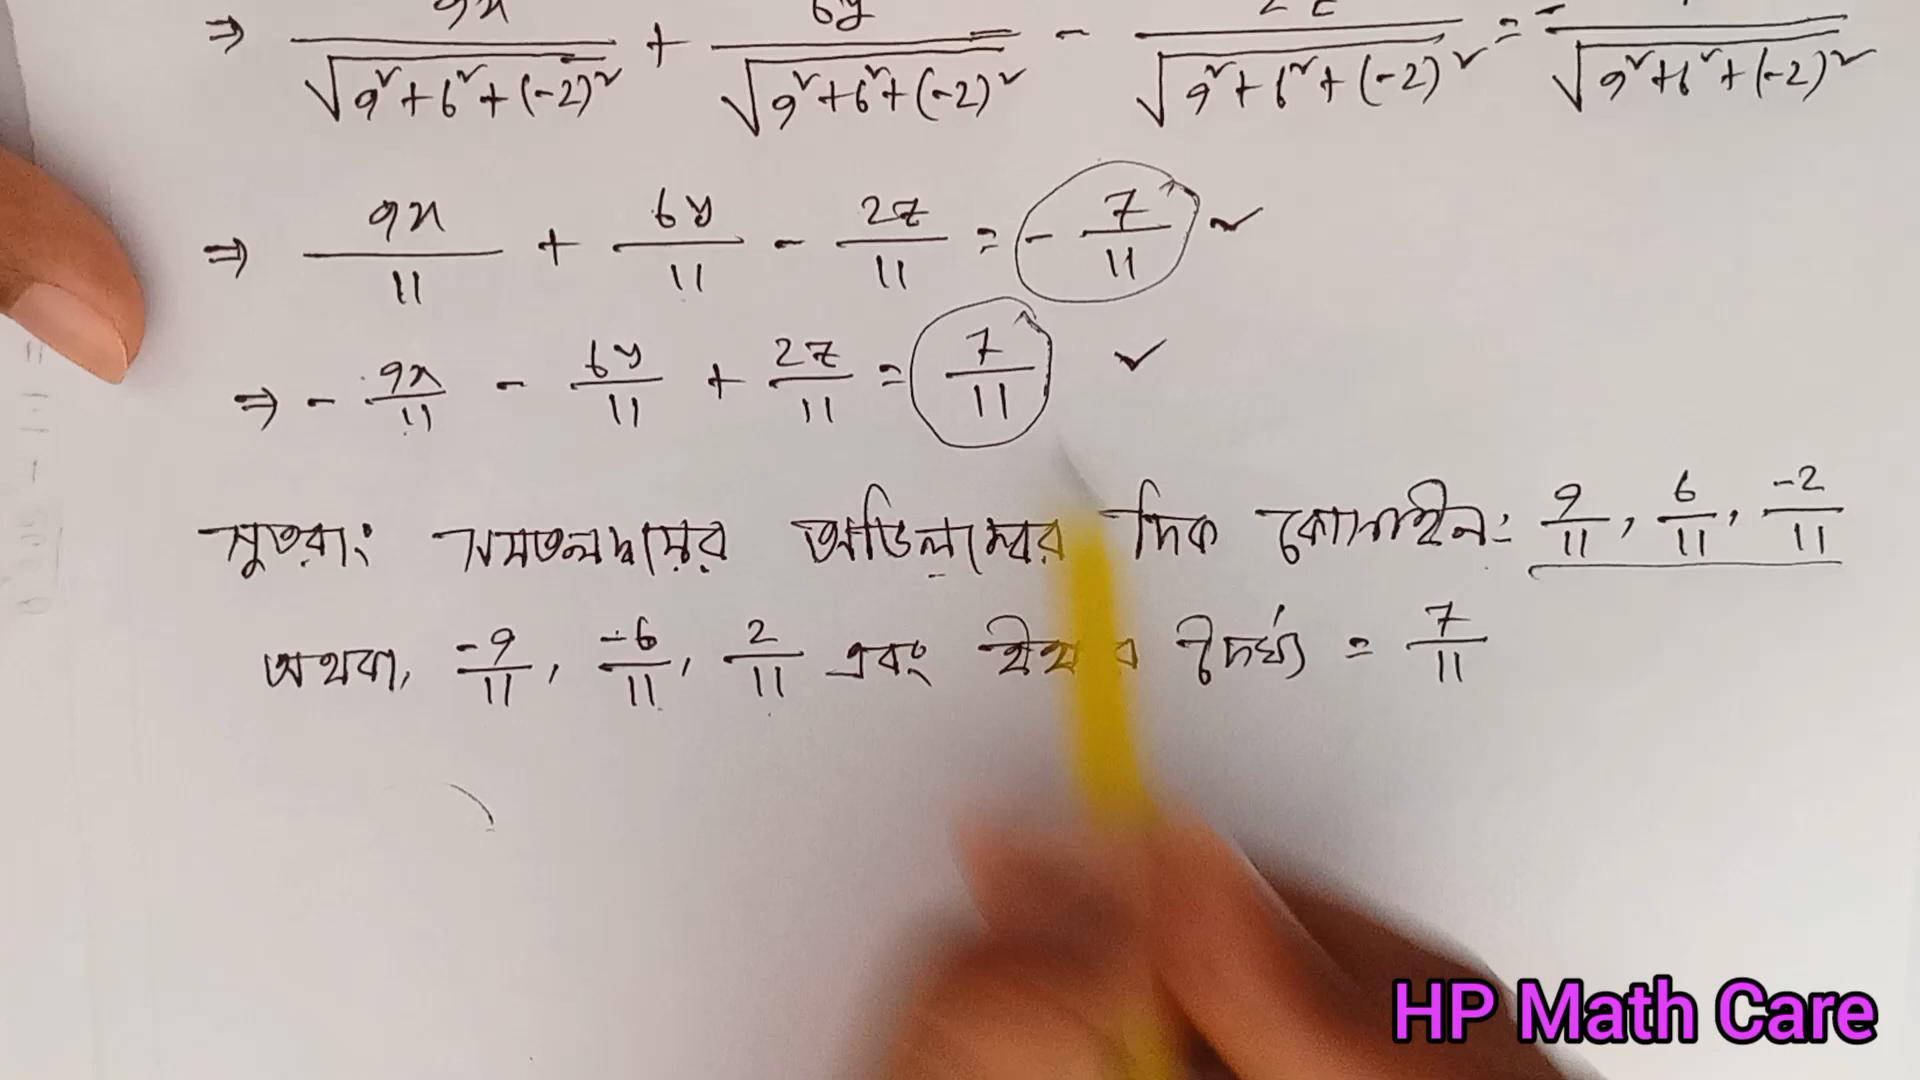 ⇒ 9x/√(9²+6²+(-2)²) + 6y/√(9²+6²+(-2)²) - 2z/√(9²+6²+(-2)²) = -7/√(9²+6²+(-2)²)
⇒ 9x/11 + 6y/11 - 2z/11 = -7/11 ✓
⇒ -9x/11 - 6y/11 + 2z/11 = 7/11 ✓
সুতরাং সমতলদ্বয়ের অভিলম্বের দিক কোসাইন: 9/11, 6/11, -2/11
অথবা, -9/11, -6/11, 2/11 এবং দৈর্ঘ্য = 7/11
HP Math Care